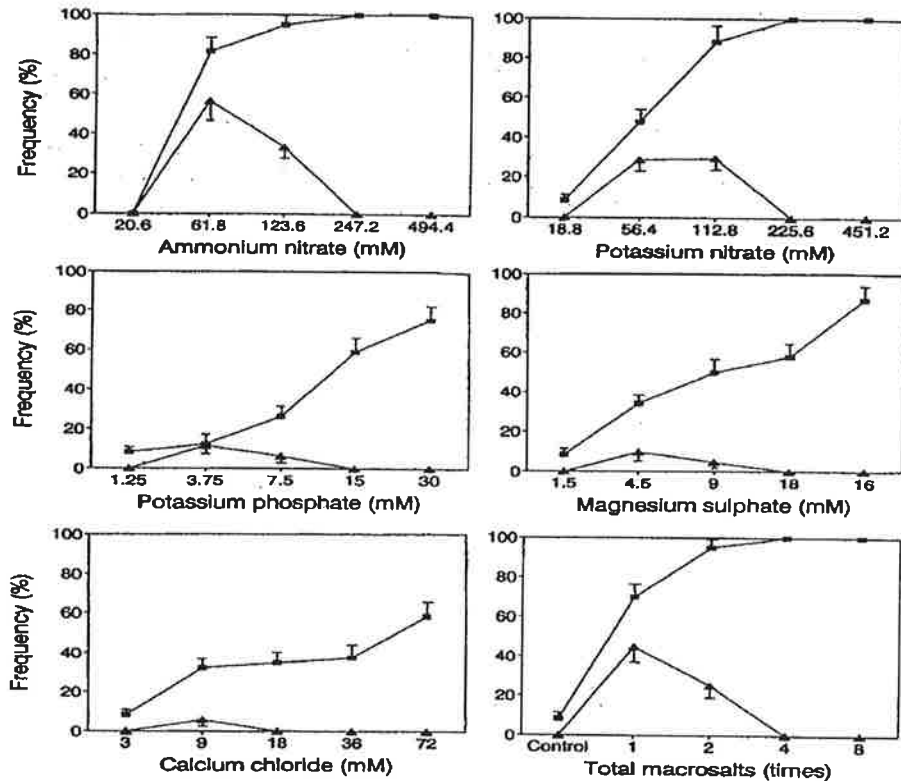 100
80
60
40
20
0
Frequency (%)
20.6 61.8 123.6 247.2 494.4
Ammonium nitrate (mM)
100
80
60
40
20
0
18.8 56.4 112.8 225.6 451.2
Potassium nitrate (mM)
100
80
60
40
20
0
Frequency (%)
1.25 3.75 7.5 15 30
Potassium phosphate (mM)
100
80
60
40
20
0
1.5 4.5 9 18 16
Magnesium sulphate (mM)
100
80
60
40
20
0
Frequency (%)
3 9 18 36 72
Calcium chloride (mM)
100
80
60
40
20
0
Control 1 2 4 8
Total macrosalts (times)